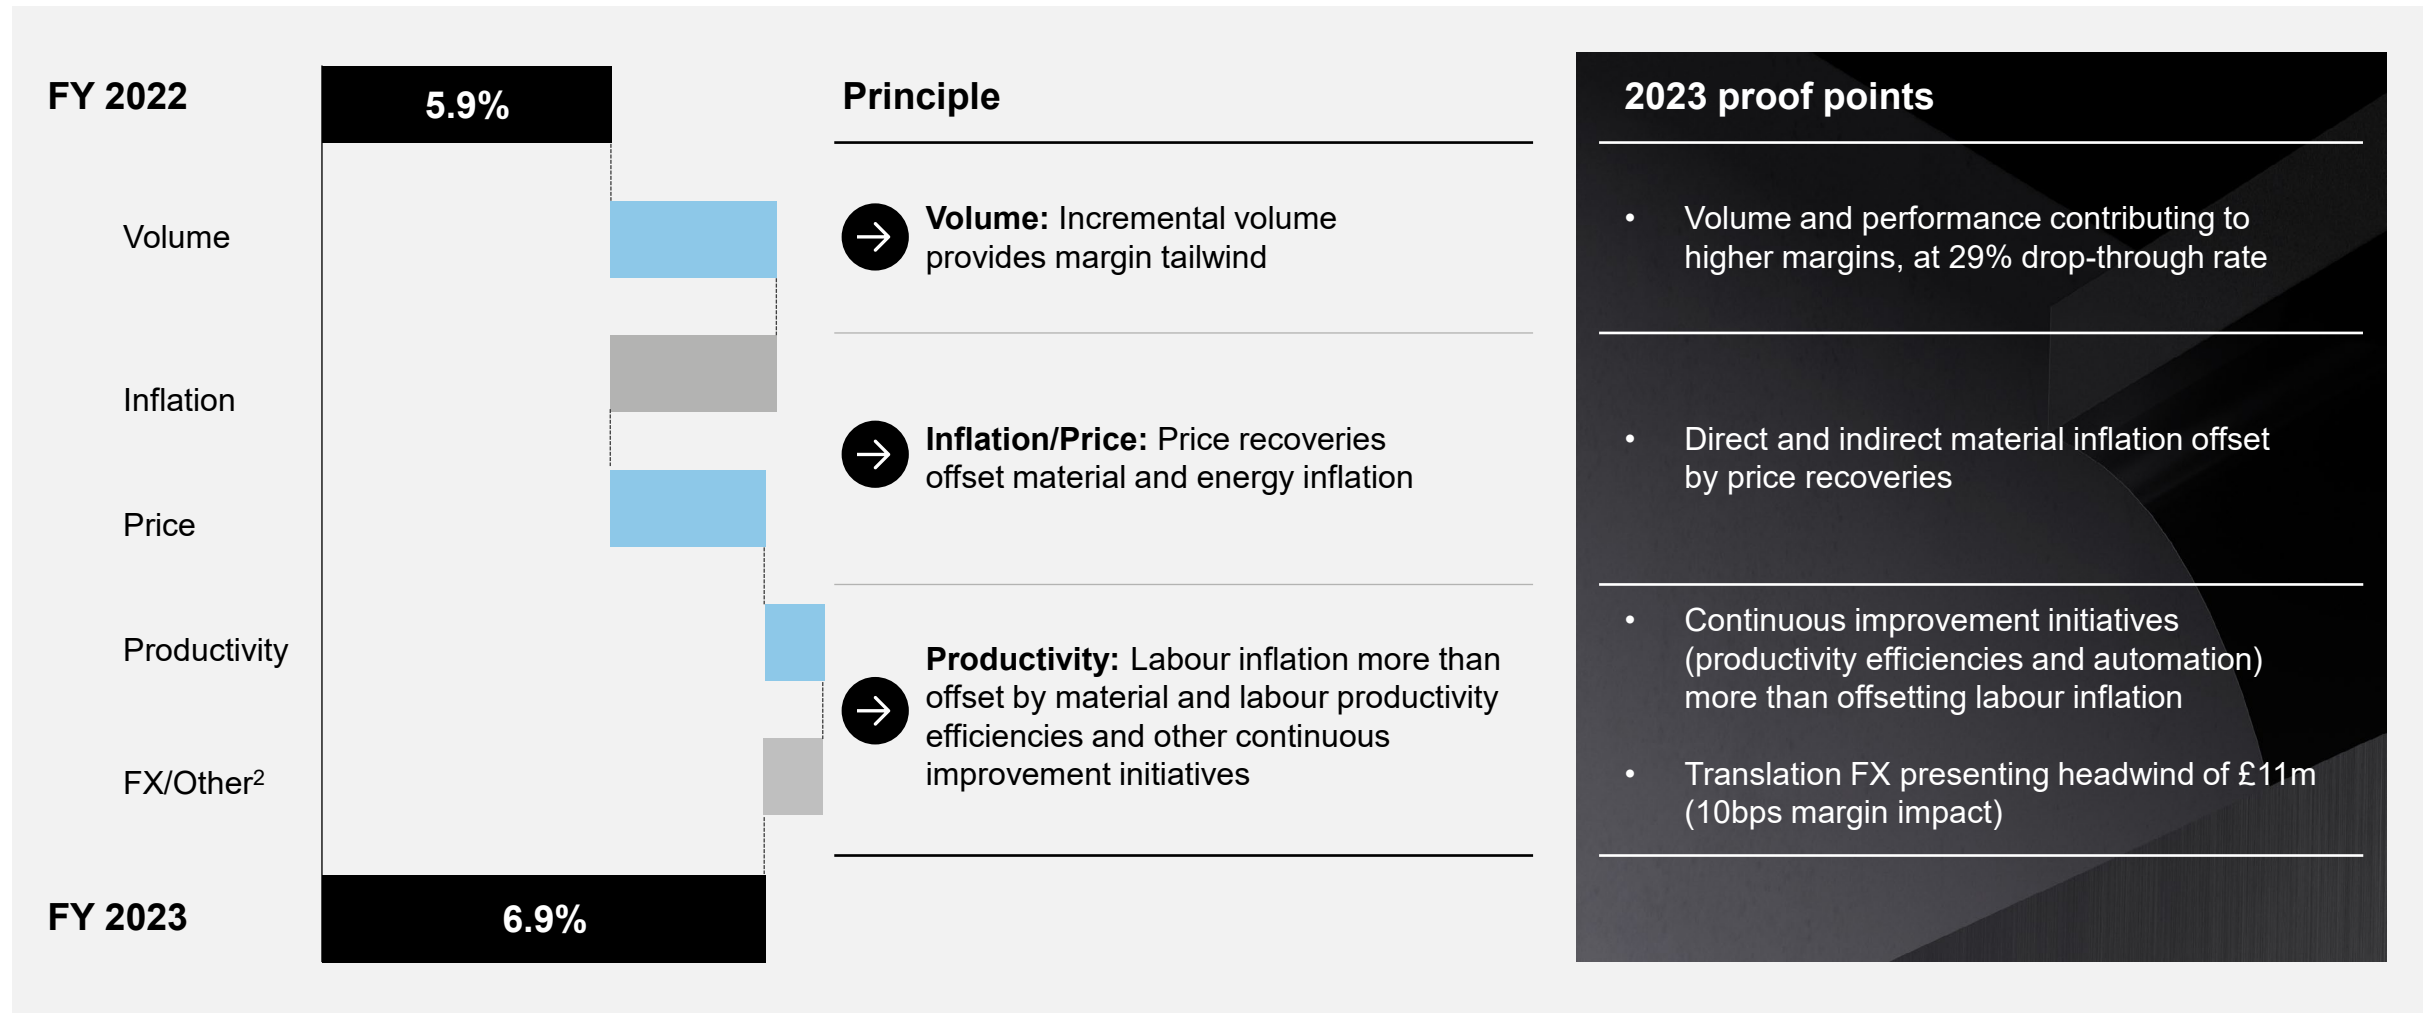 FY 2022
5.9%
Volume
Inflation
Price
Productivity
FX/Other²
FY 2023
6.9%
Principle
Volume: Incremental volume
provides margin tailwind
Inflation/Price: Price recoveries
offset material and energy inflation
Productivity: Labour inflation more than
offset by material and labour productivity
efficiencies and other continuous
improvement initiatives
2023 proof points
• Volume and performance contributing to
higher margins, at 29% drop-through rate
• Direct and indirect material inflation offset
by price recoveries
• Continuous improvement initiatives
(productivity efficiencies and automation)
more than offsetting labour inflation
• Translation FX presenting headwind of £11m
(10bps margin impact)